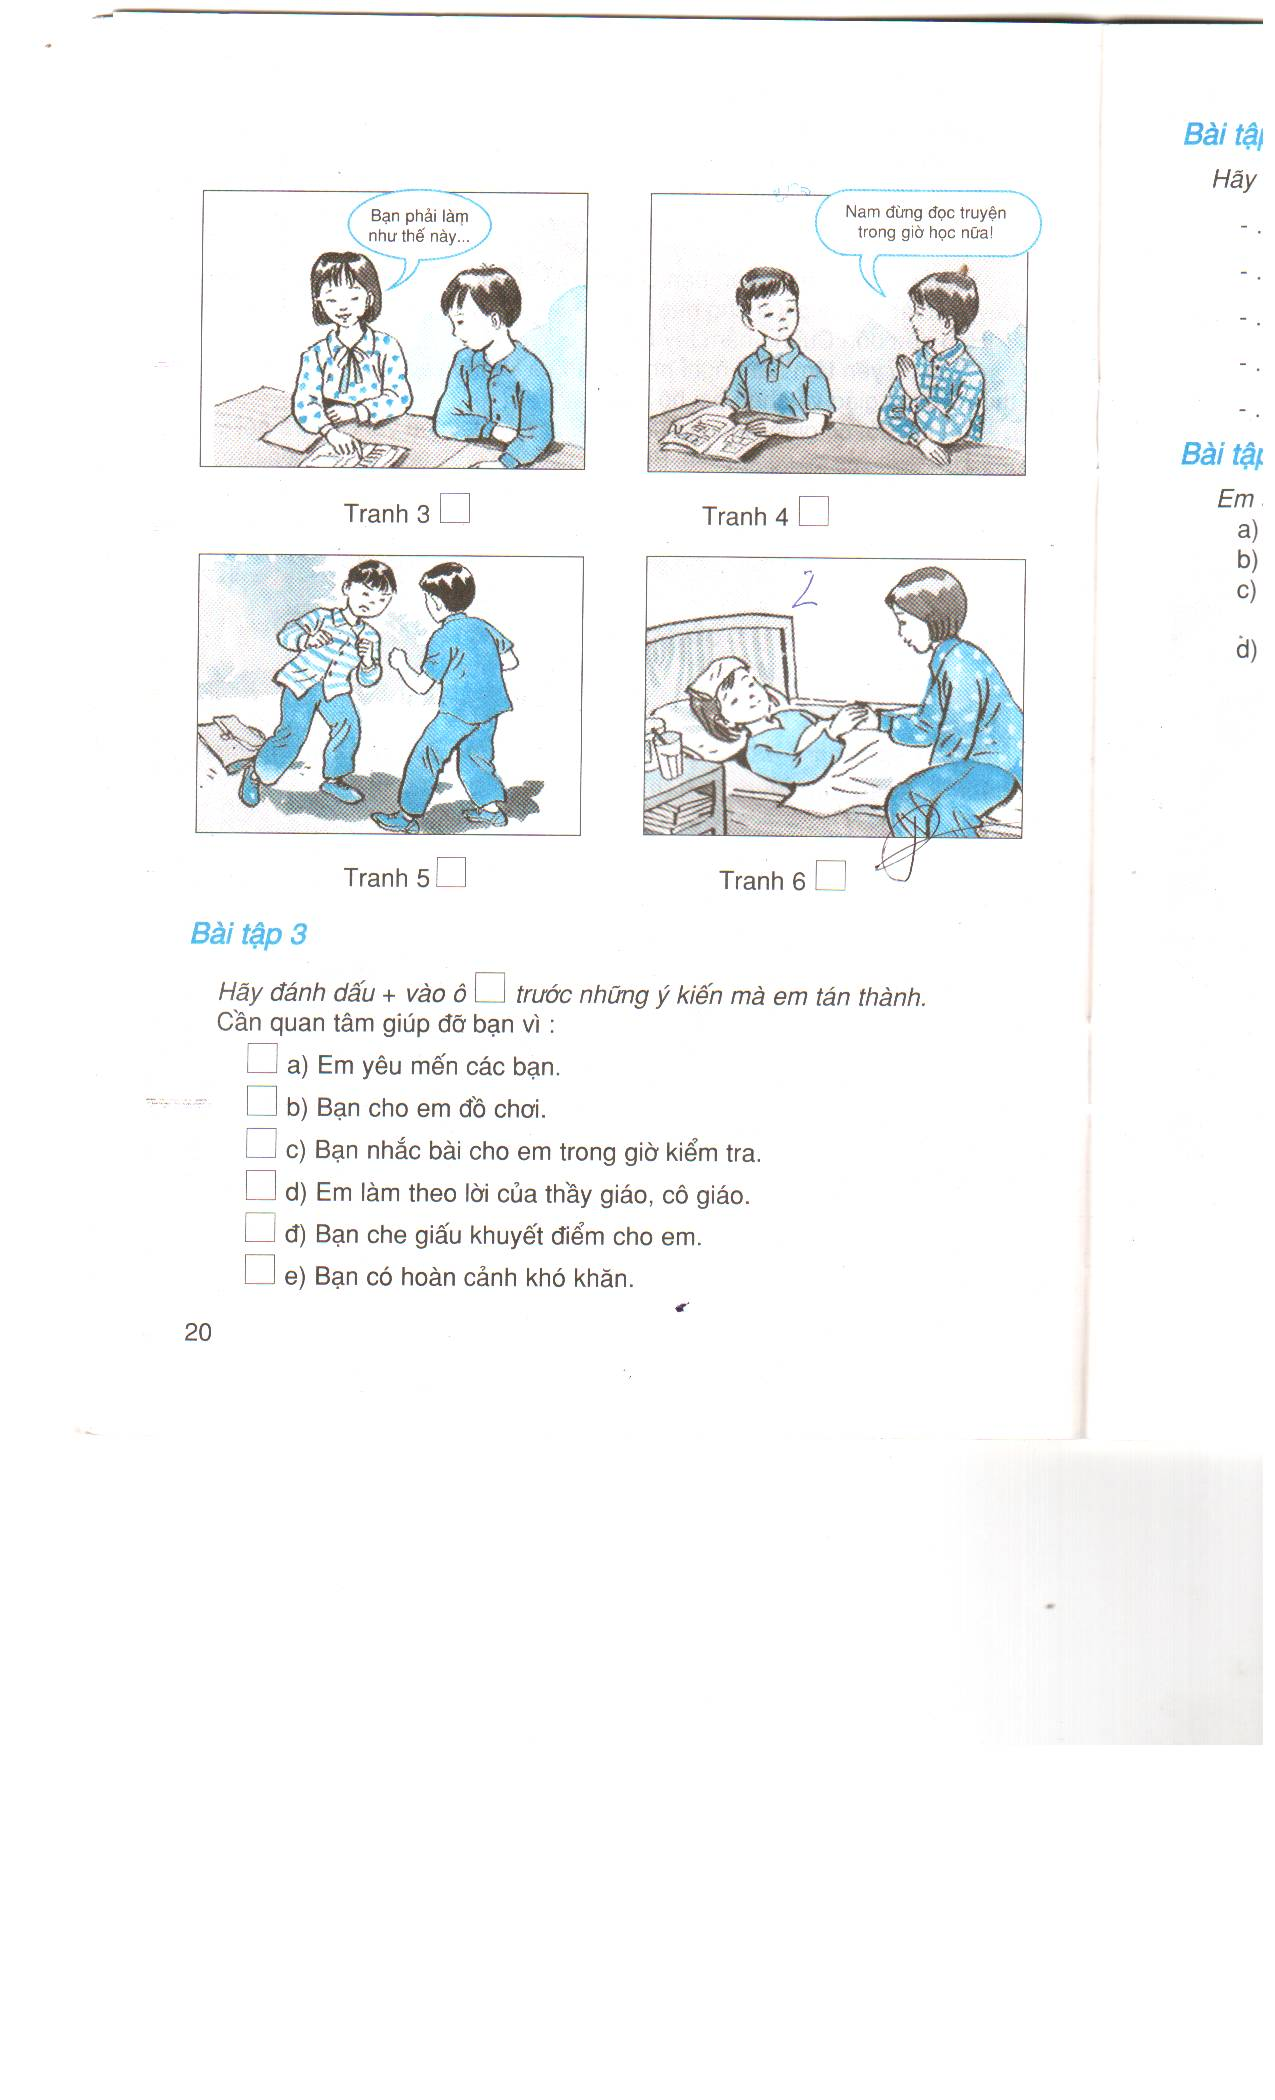 Bạn phải làm
như thế này...
Nam đừng đọc truyện
trong giờ học nữa!
Tranh 3
Tranh 4
2
Tranh 5
Tranh 6
Bài tập 3
Hãy đánh dấu + vào ô trước những ý kiến mà em tán thành.
Cần quan tâm giúp đỡ bạn vì :
a) Em yêu mến các bạn.
b) Bạn cho em đồ chơi.
c) Bạn nhắc bài cho em trong giờ kiểm tra.
d) Em làm theo lời của thầy giáo, cô giáo.
đ) Bạn che giấu khuyết điểm cho em.
e) Bạn có hoàn cảnh khó khăn.
20
Bài tập
Hãy
- .
- .
- .
- .
- .
Bài tập
Em
a)
b)
c)
d)